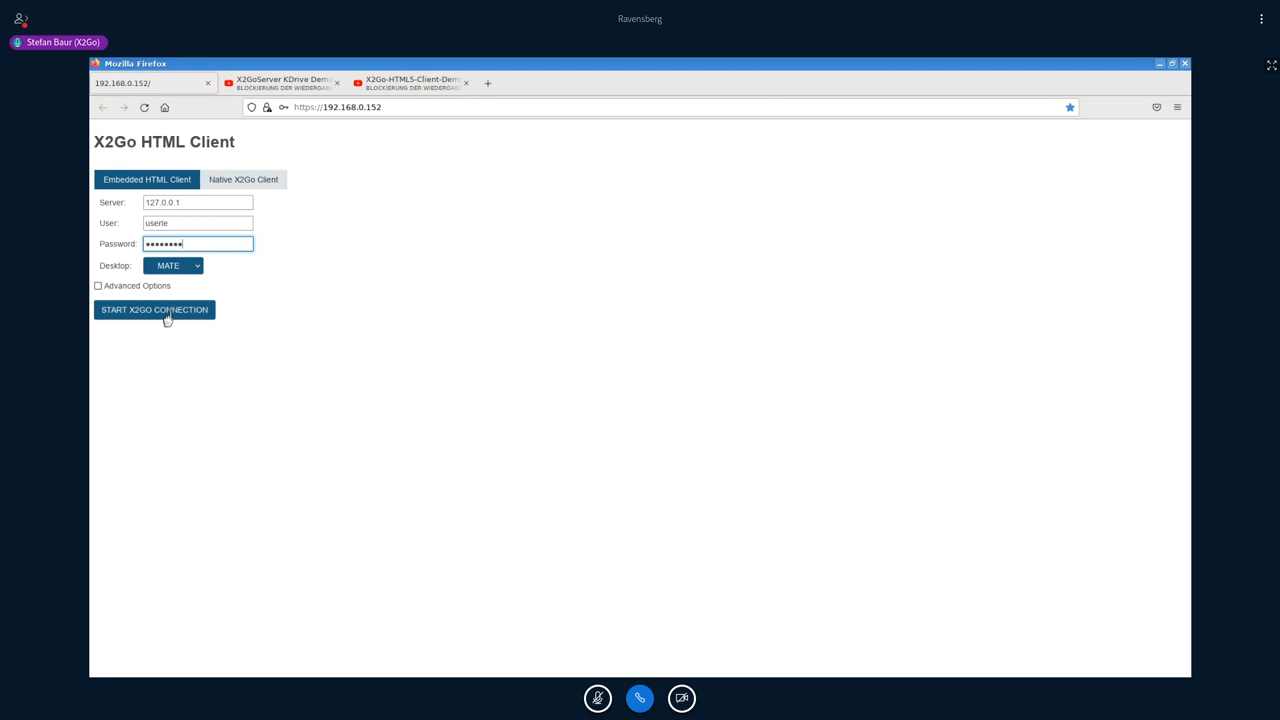 Ravensberg
Stefan Baur (X2Go)
Mozilla Firefox
192.168.0.152/
X2GoServer KDrive Dem
BLOCKIERUNG DER WIEDERGAB
X2Go-HTML5-Client-Dem
BLOCKIERUNG DER WIEDERGAB
https://192.168.0.152
X2Go HTML Client
Embedded HTML Client
Native X2Go Client
Server: 127.0.0.1
User: userle
Password: ••••••••
Desktop: MATE
Advanced Options
START X2GO CONNECTION